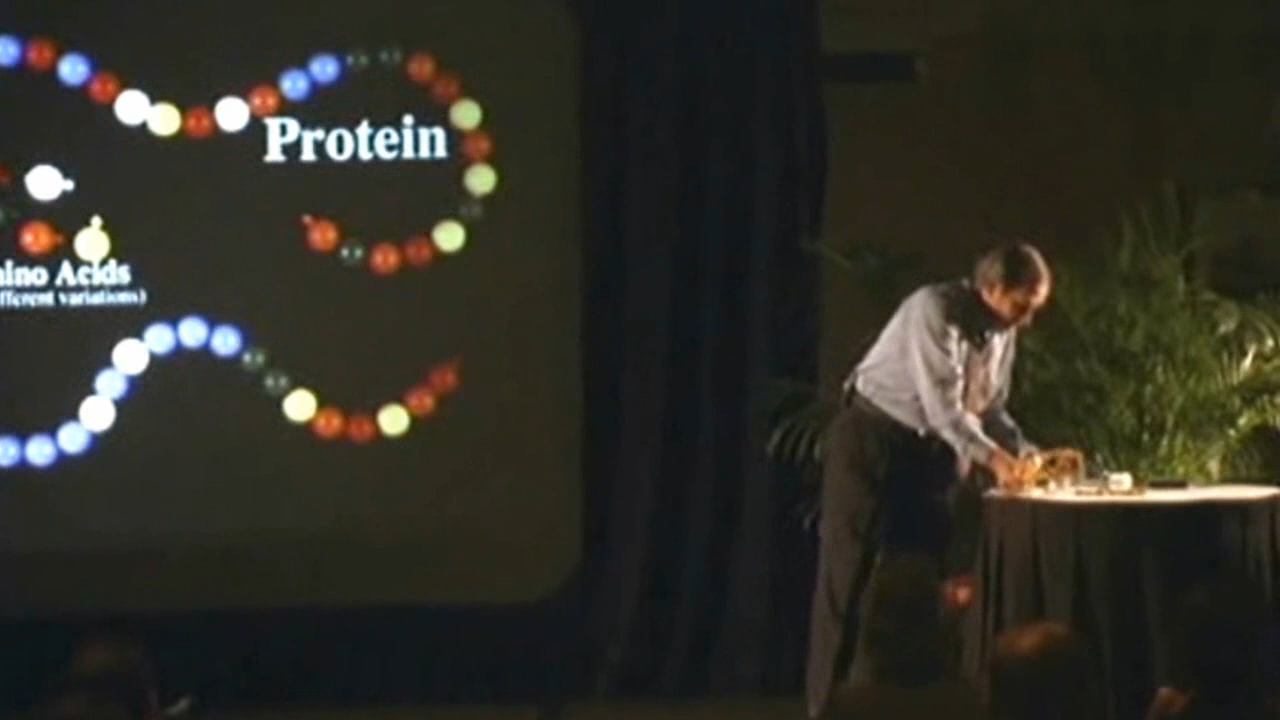 Protein
ino Acids
fferent variations)